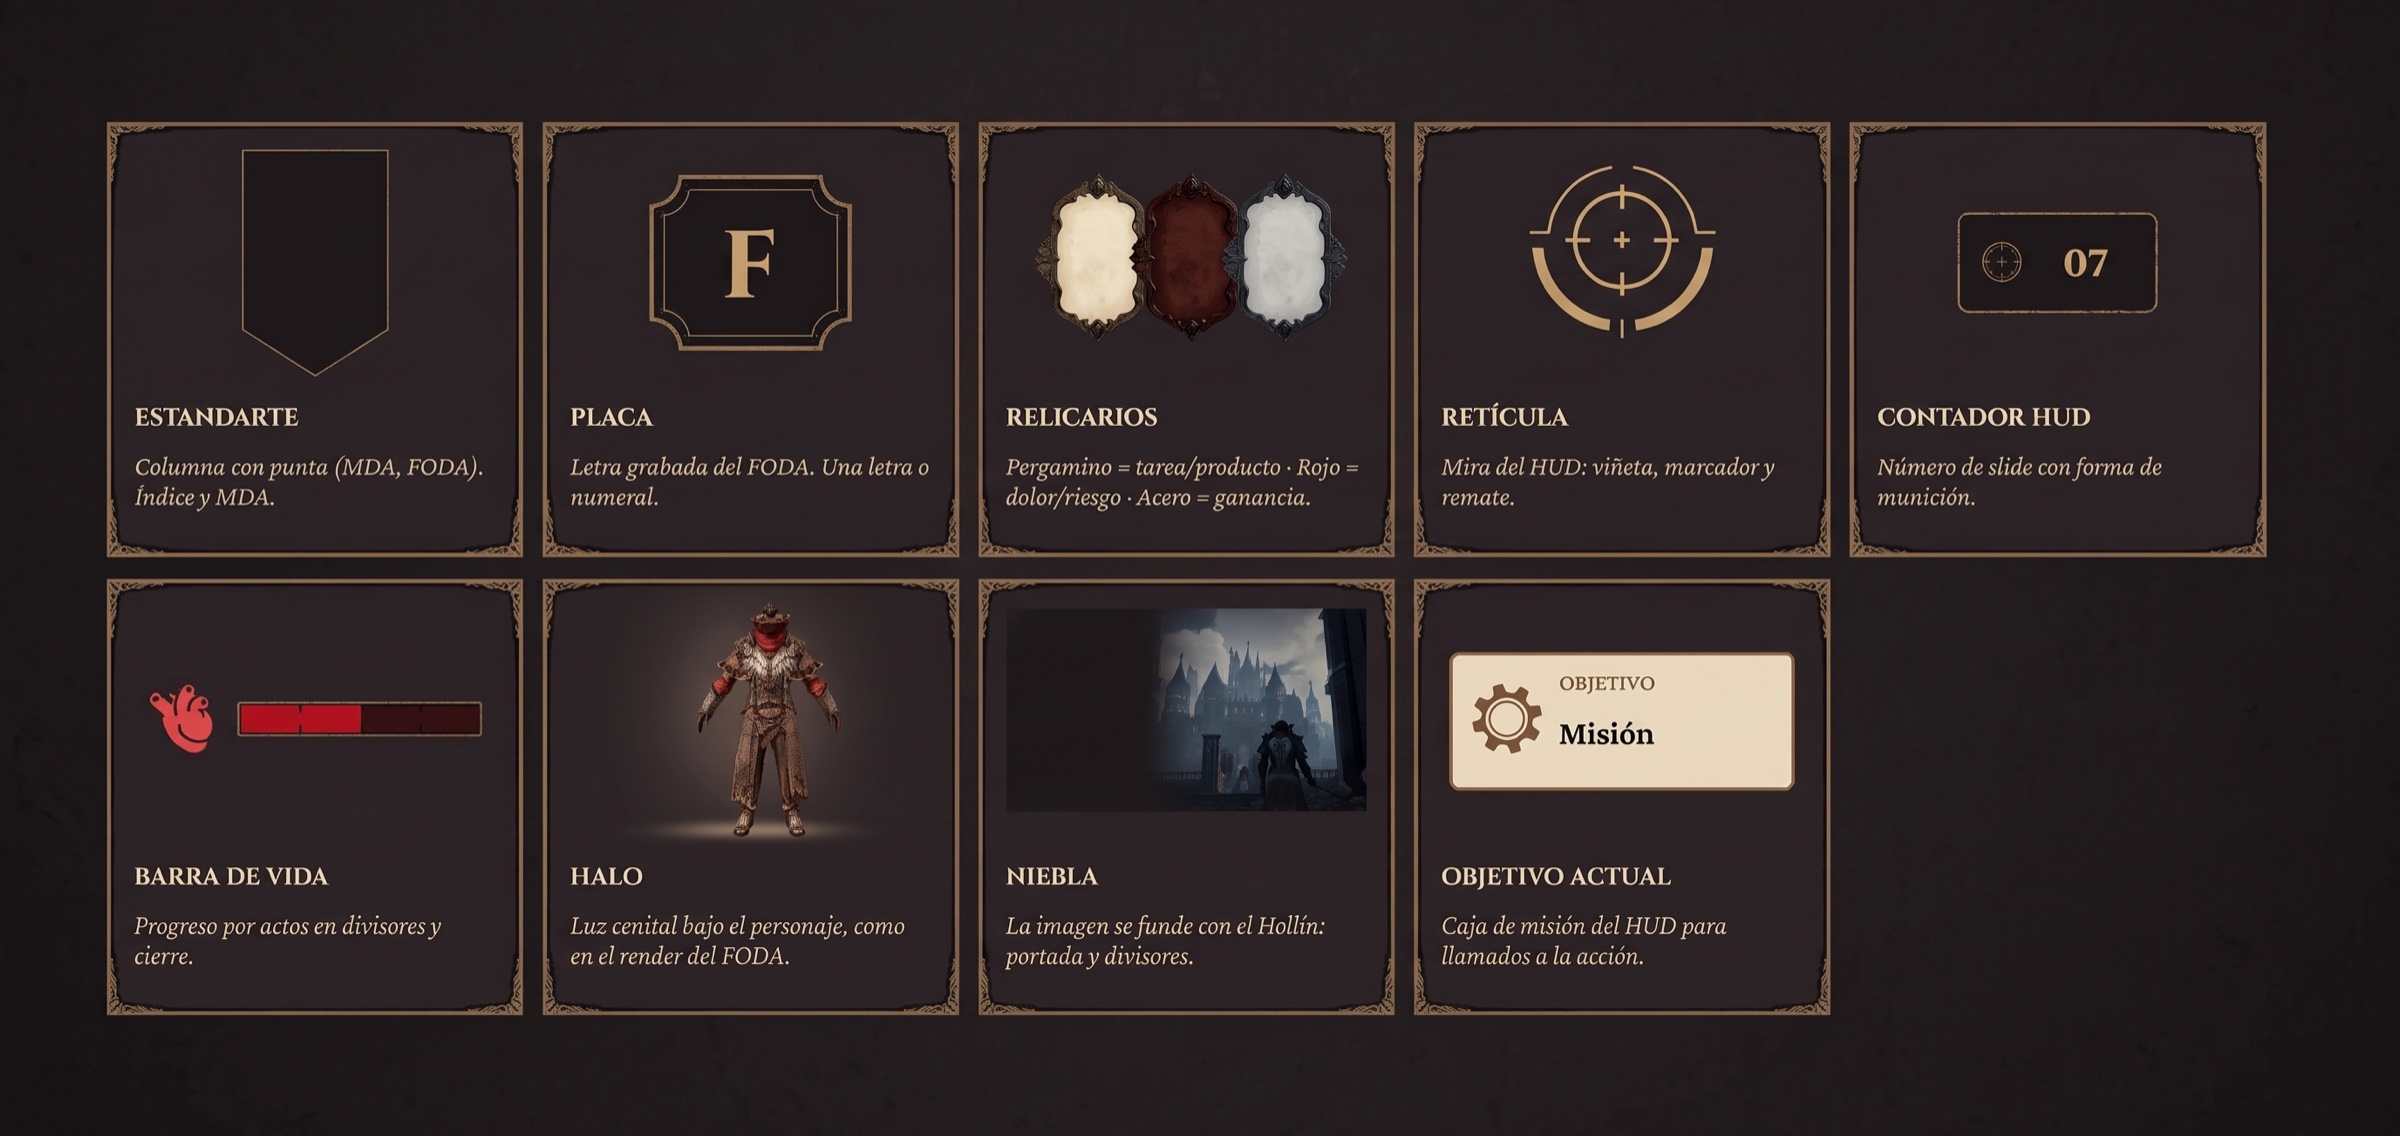 F
07
ESTANDARTE
Columna con punta (MDA, FODA).
Índice y MDA.
PLACA
Letra grabada del FODA. Una letra o
numeral.
RELICARIOS
Pergamino = tarea/producto · Rojo =
dolor/riesgo · Acero = ganancia.
RETÍCULA
Mira del HUD: viñeta, marcador y
remate.
CONTADOR HUD
Número de slide con forma de
munición.
OBJETIVO
Misión
BARRA DE VIDA
Progreso por actos en divisores y
cierre.
HALO
Luz cenital bajo el personaje, como
en el render del FODA.
NIEBLA
La imagen se funde con el Hollín:
portada y divisores.
OBJETIVO ACTUAL
Caja de misión del HUD para
llamados a la acción.